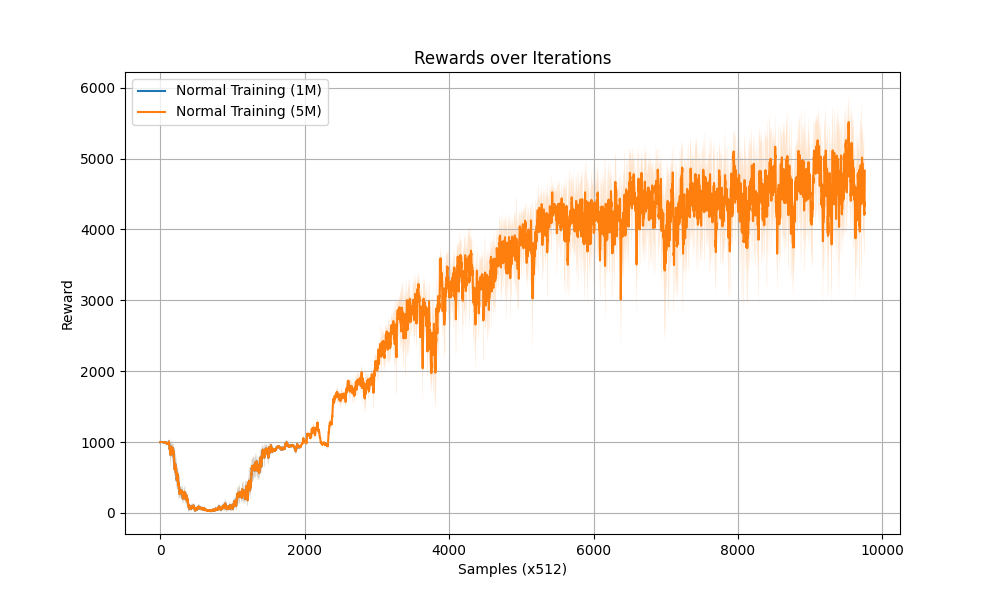 Rewards over Iterations
Normal Training (1M)
Normal Training (5M)
6000
5000
4000
3000
2000
1000
0
Reward
0 2000 4000 6000 8000 10000
Samples (x512)